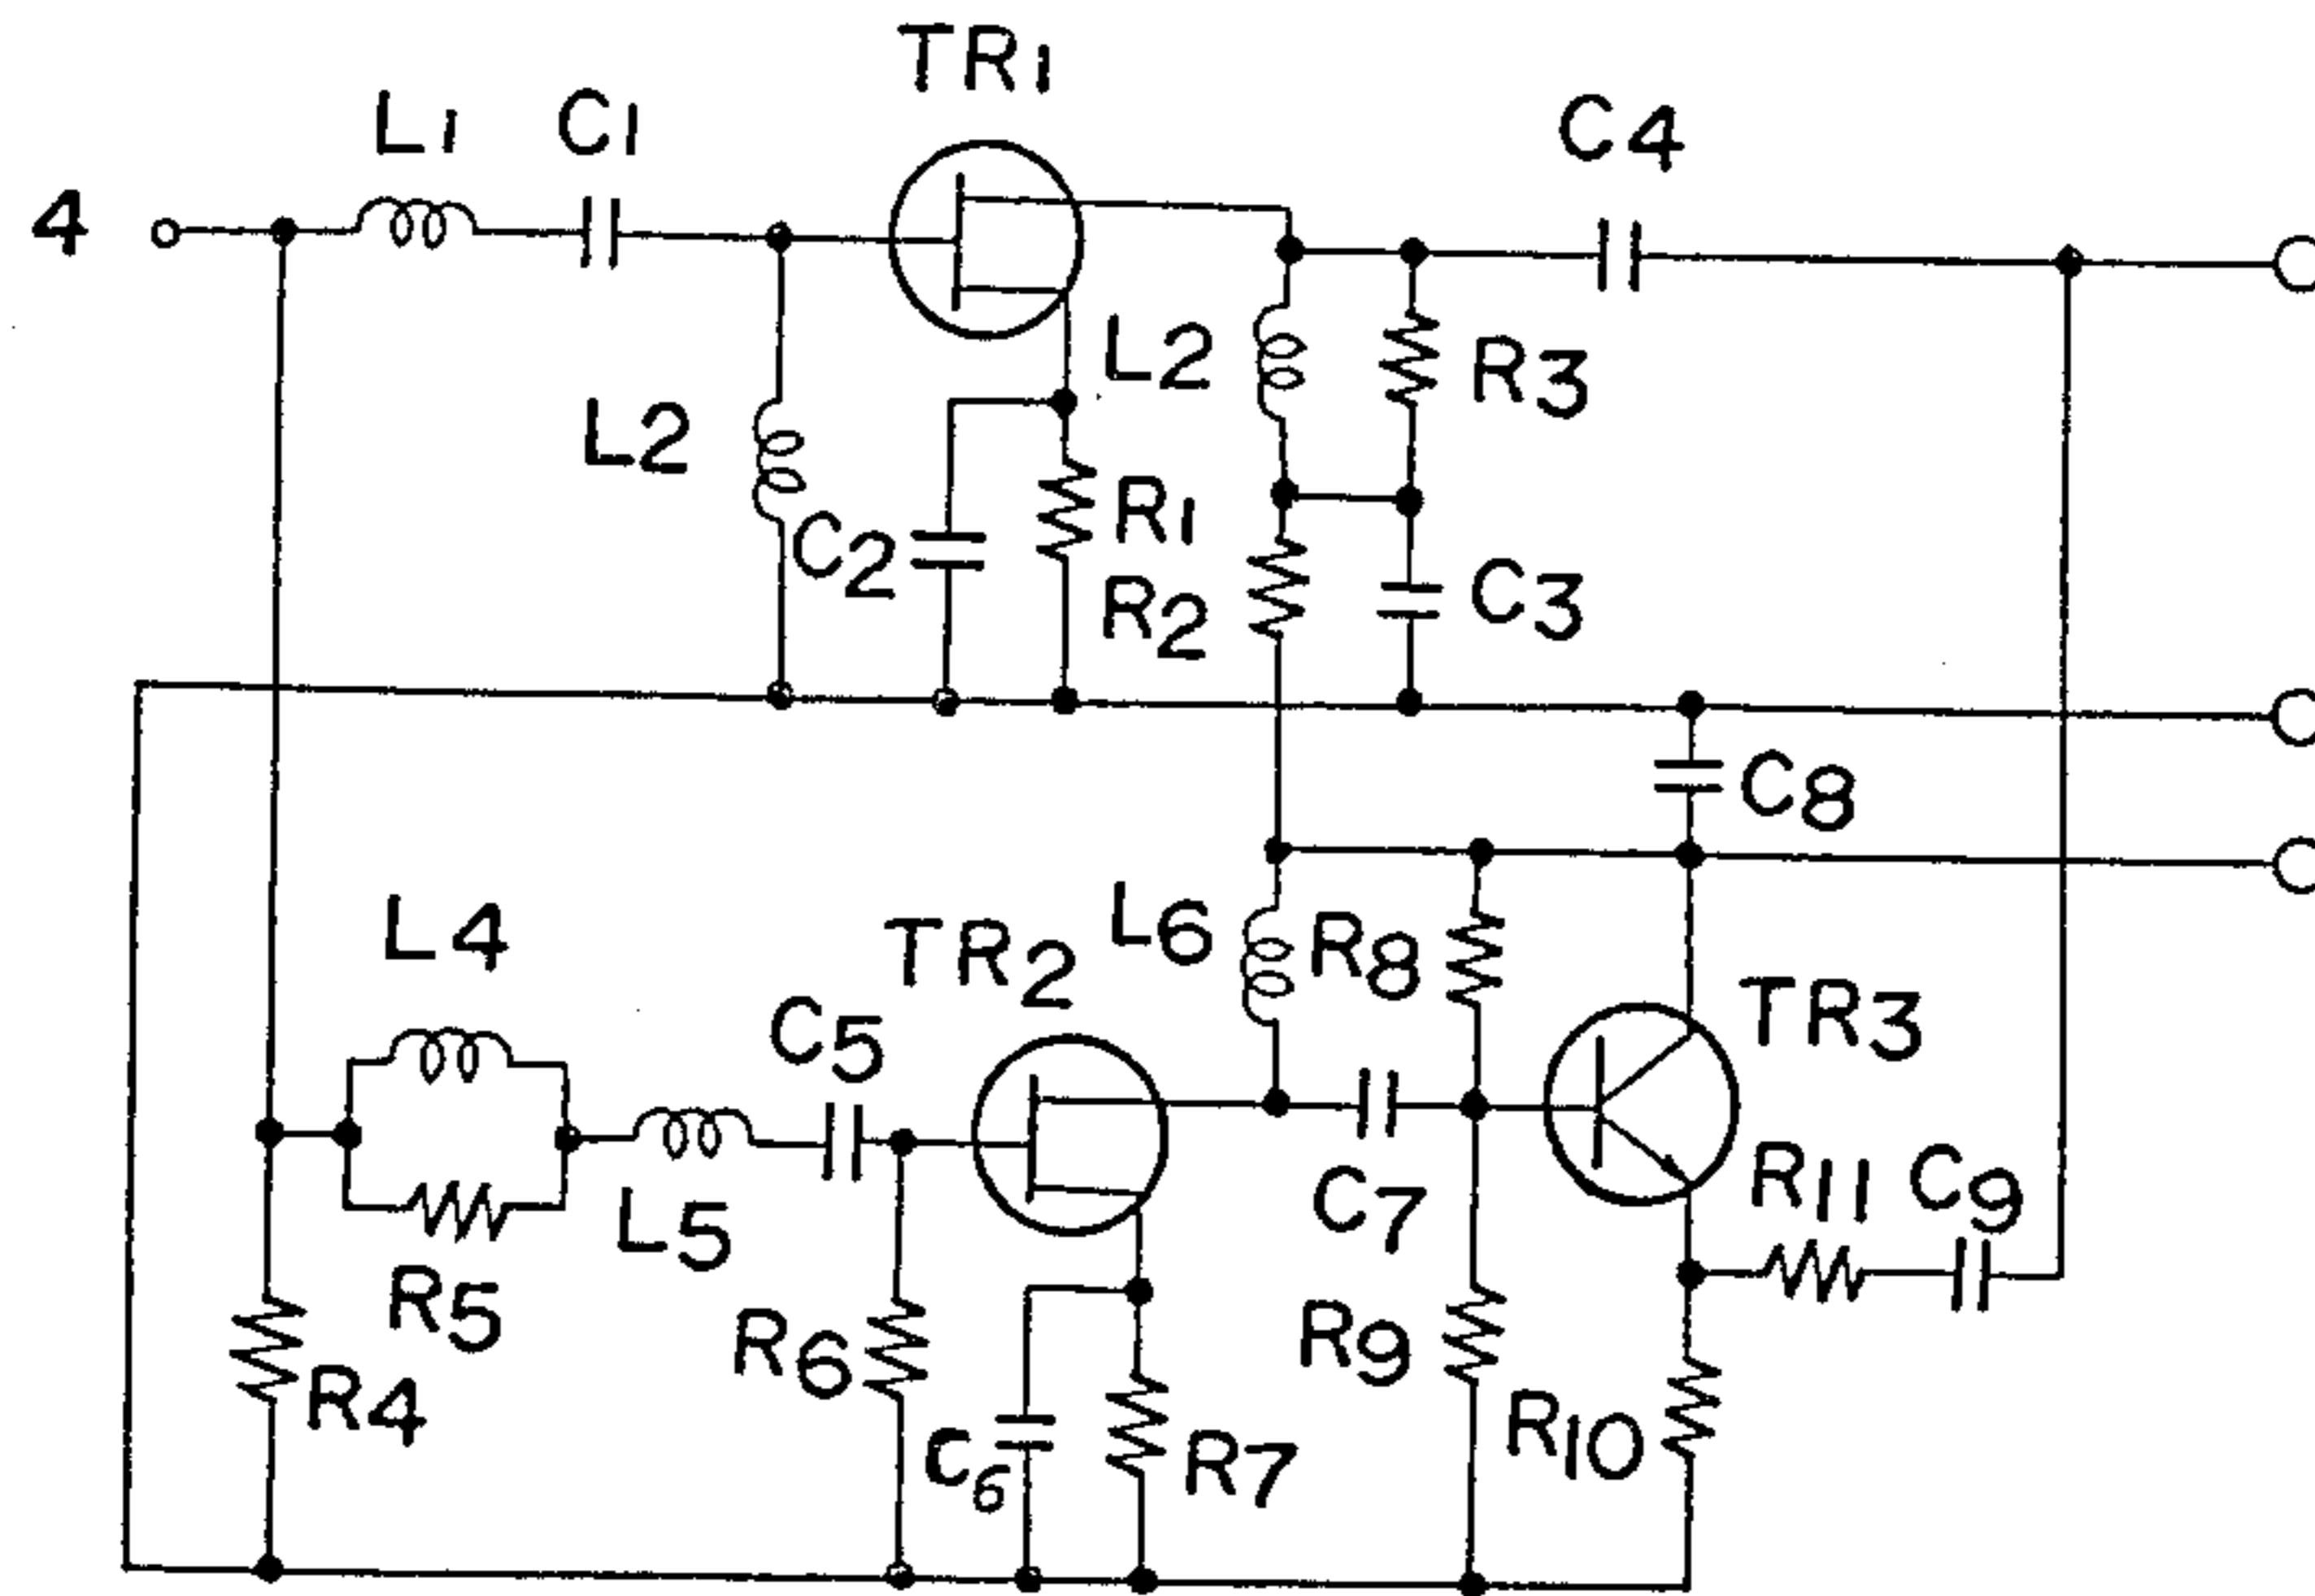 TR1
L1 C1 C4
4
L2 R3
L2
C2 R1
R2 C3
C8
L4 TR2 L6 R8
C5 TR3
L5 C7 R11 C9
R5 R6 R9
R4 C6 R7 R10